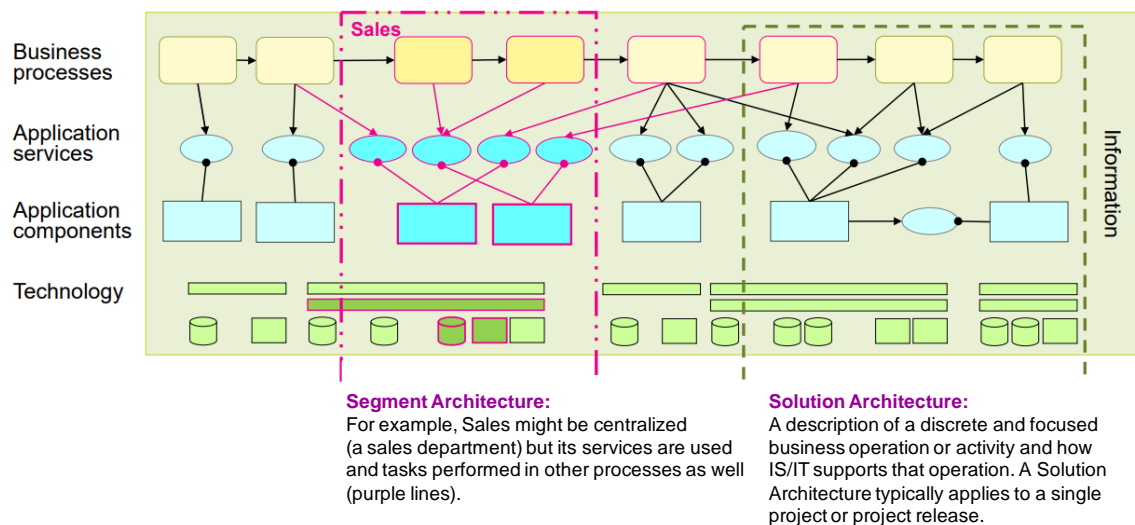 Sales
Business
processes
Application
services
Application
components
Technology
Information
Segment Architecture:
For example, Sales might be centralized
(a sales department) but its services are used
and tasks performed in other processes as well
(purple lines).
Solution Architecture:
A description of a discrete and focused
business operation or activity and how
IS/IT supports that operation. A Solution
Architecture typically applies to a single
project or project release.